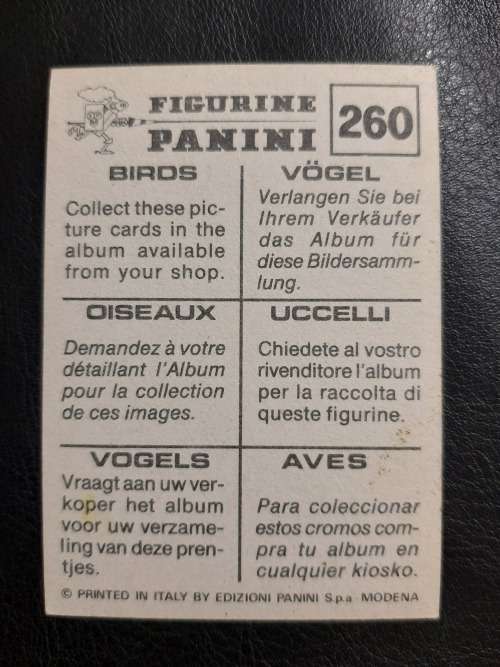 FIGURINE
PANINI
260
BIRDS
Collect these pic-
ture cards in the
album available
from your shop.
VÖGEL
Verlangen Sie bei
Ihrem Verkäufer
das Album für
diese Bildersamm-
lung.
OISEAUX
Demandez à votre
détaillant l'Album
pour la collection
de ces images.
UCCELLI
Chiedete al vostro
rivenditore l'album
per la raccolta di
queste figurine.
VOGELS
Vraagt aan uw ver-
koper het album
voor uw verzame-
ling van deze pren-
tjes.
AVES
Para coleccionar
estos cromos com-
pra tu album en
cualquier kiosko.
© PRINTED IN ITALY BY EDIZIONI PANINI S.p.a - MODENA